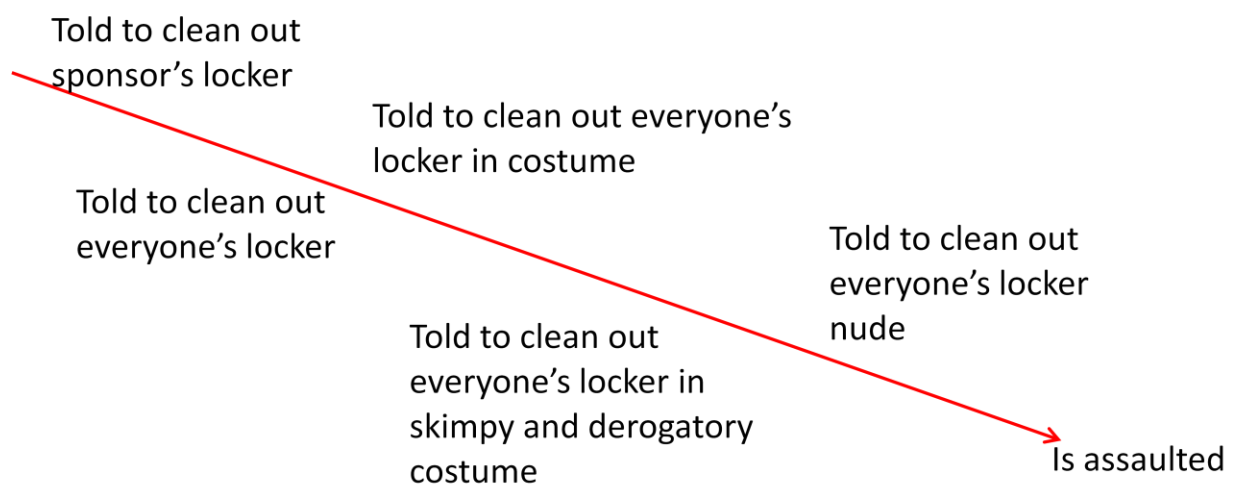 Told to clean out
sponsor’s locker
Told to clean out everyone’s
locker in costume
Told to clean out
everyone’s locker
Told to clean out
everyone’s locker
nude
Told to clean out
everyone’s locker in
skimpy and derogatory
costume
Is assaulted